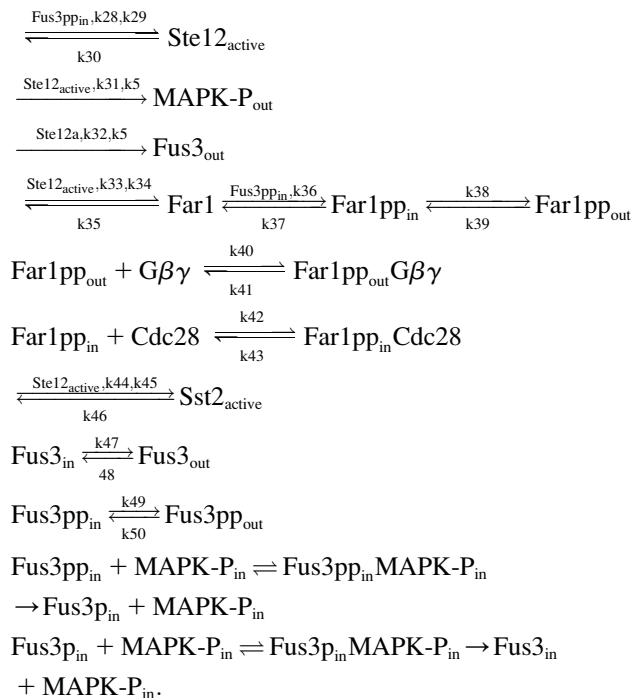 Fus3pp_in,k28,k29 ⇌ k30 Ste12_active
Ste12_active,k31,k5 → MAPK-P_out
Ste12a,k32,k5 → Fus3_out
Ste12_active,k33,k34 ⇌ k35 Far1 Fus3pp_in,k36 ⇌ k37 Far1pp_in k38 ⇌ k39 Far1pp_out
Far1pp_out + Gβγ k40 ⇌ k41 Far1pp_outGβγ
Far1pp_in + Cdc28 k42 ⇌ k43 Far1pp_inCdc28
Ste12_active,k44,k45 ⇌ k46 Sst2_active
Fus3_in k47 ⇌ 48 Fus3_out
Fus3pp_in k49 ⇌ k50 Fus3pp_out
Fus3pp_in + MAPK-P_in ⇌ Fus3pp_inMAPK-P_in
→ Fus3p_in + MAPK-P_in
Fus3p_in + MAPK-P_in ⇌ Fus3p_inMAPK-P_in → Fus3_in
+ MAPK-P_in.